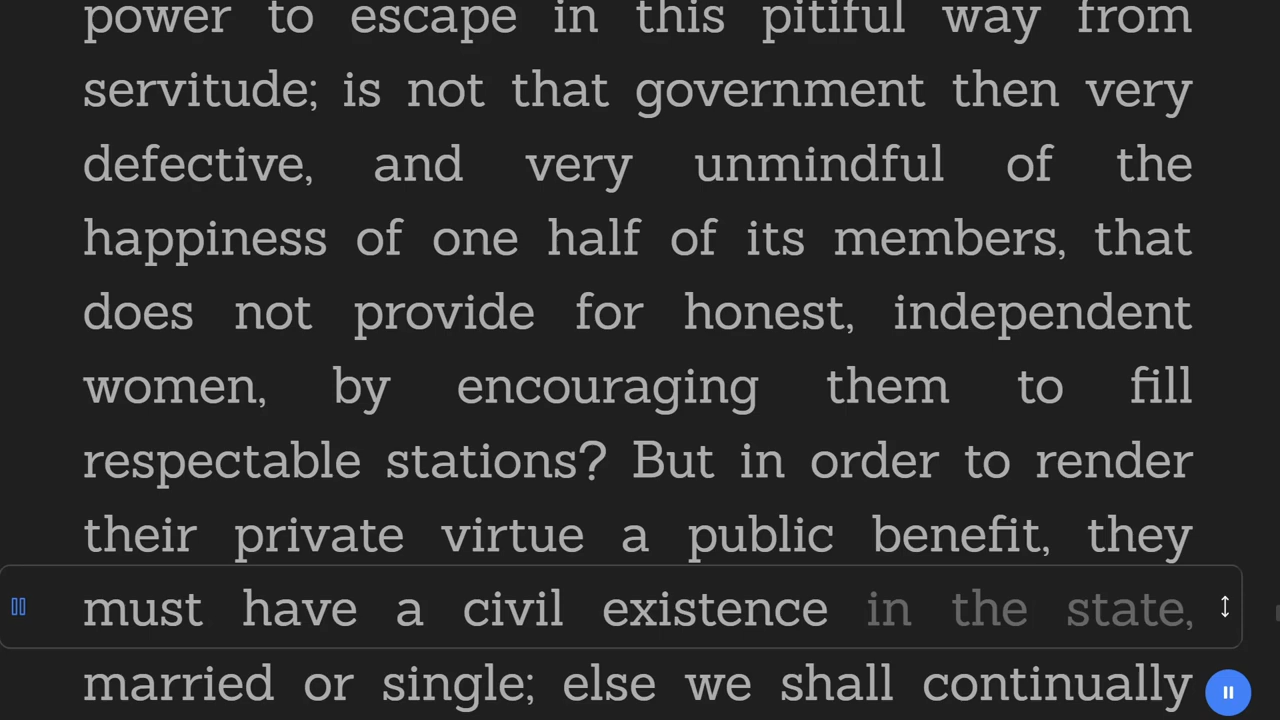 power to escape in this pitiful way from
servitude; is not that government then very
defective, and very unmindful of the
happiness of one half of its members, that
does not provide for honest, independent
women, by encouraging them to fill
respectable stations? But in order to render
their private virtue a public benefit, they
must have a civil existence in the state,
married or single; else we shall continually